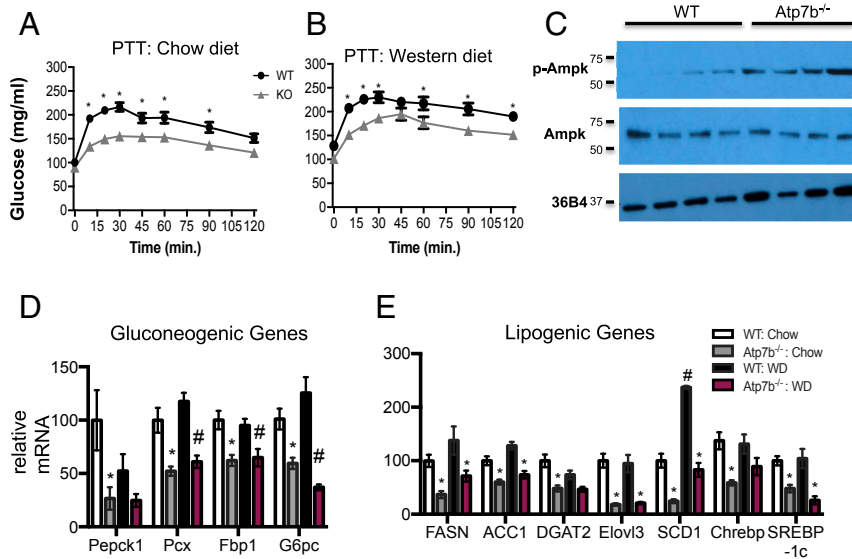 A
PTT: Chow diet
Glucose (mg/ml)
250
200
150
100
50
0
* * * * * *
0 15 30 45 60 75 90 105 120
Time (min.)
WT
KO
B
PTT: Western diet
300
250
200
150
100
50
0
* * * * * *
0 15 30 45 60 75 90 105 120
Time (min.)
C
WT
Atp7b-/-
p-Ampk
75
50
Ampk
75
50
36B4
37
D
Gluconeogenic Genes
relative
mRNA
150
100
50
0
* * # * # * #
Pepck1 Pcx Fbp1 G6pc
E
Lipogenic Genes
WT: Chow
Atp7b-/-: Chow
WT: WD
Atp7b-/-: WD
300
200
100
0
* * * * * * * # * * * *
FASN ACC1 DGAT2 Elovl3 SCD1 Chrebp SREBP
-1c